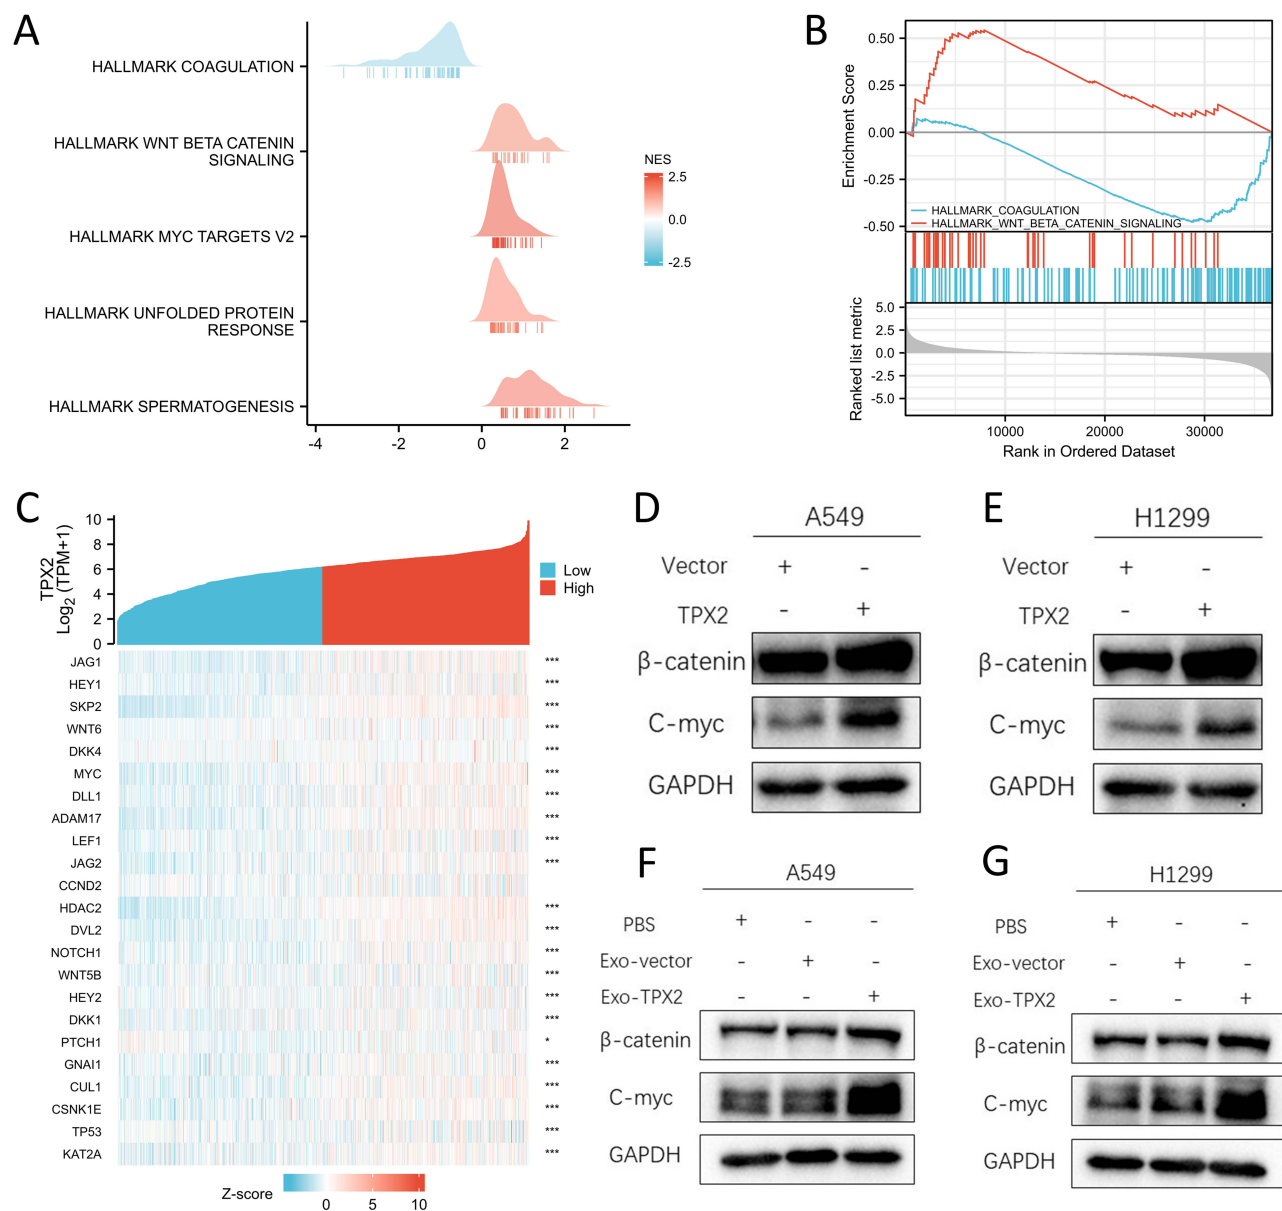 A
HALLMARK COAGULATION
HALLMARK WNT BETA CATENIN
SIGNALING
HALLMARK MYC TARGETS V2
HALLMARK UNFOLDED PROTEIN
RESPONSE
HALLMARK SPERMATOGENESIS
-4 -2 0 2
NES
2.5
0.0
-2.5
B
Enrichment Score
0.50
0.25
0.00
-0.25
-0.50
HALLMARK_COAGULATION
HALLMARK_WNT_BETA_CATENIN_SIGNALING
Ranked list metric
5.0
2.5
0.0
-2.5
-5.0
10000 20000 30000
Rank in Ordered Dataset
C
TPX2
Log2 (TPM+1)
10
8
6
4
2
0
Low
High
JAG1 ***
HEY1 ***
SKP2 ***
WNT6 ***
DKK4 ***
MYC ***
DLL1 ***
ADAM17 ***
LEF1 ***
JAG2 ***
CCND2
HDAC2 ***
DVL2 ***
NOTCH1 ***
WNT5B ***
HEY2 ***
DKK1 ***
PTCH1 *
GNAI1 ***
CUL1 ***
CSNK1E ***
TP53 ***
KAT2A ***
Z-score
0 5 10
D
A549
Vector + -
TPX2 - +
β-catenin
C-myc
GAPDH
E
H1299
Vector + -
TPX2 - +
β-catenin
C-myc
GAPDH
F
A549
PBS + - -
Exo-vector - + -
Exo-TPX2 - - +
β-catenin
C-myc
GAPDH
G
H1299
PBS + - -
Exo-vector - + -
Exo-TPX2 - - +
β-catenin
C-myc
GAPDH